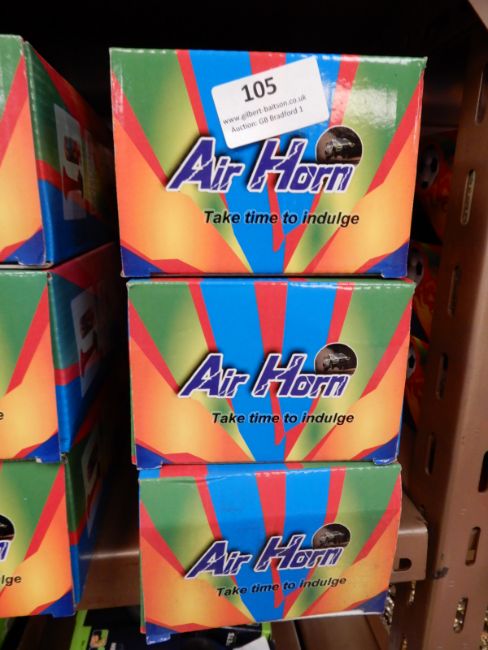 105
www.gilbert-baitson.co.uk
Auction: GB Bradford 1
Air Horn
Take time to indulge
Air Horn
Take time to indulge
Air Horn
Take time to indulge